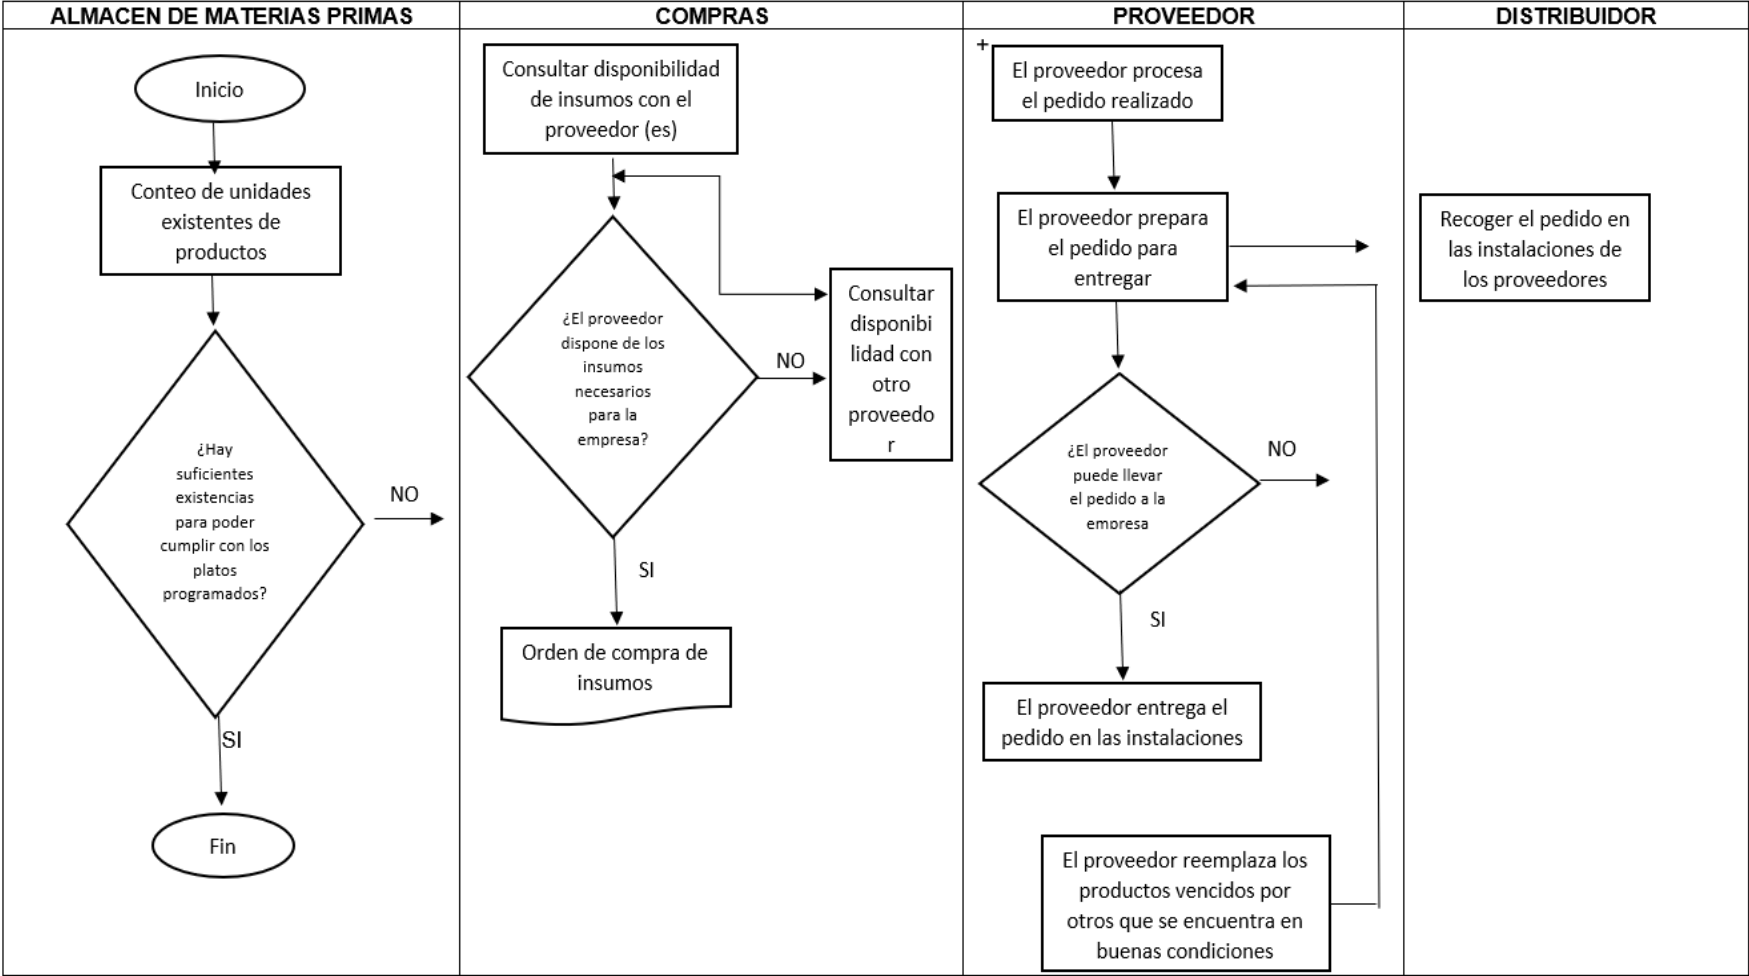 ALMACEN DE MATERIAS PRIMAS
COMPRAS
PROVEEDOR
DISTRIBUIDOR
Inicio
Conteo de unidades
existentes de
productos
¿Hay
suficientes
existencias
para poder
cumplir con los
platos
programados?
NO
SI
Fin
Consultar disponibilidad
de insumos con el
proveedor (es)
¿El proveedor
dispone de los
insumos
necesarios
para la
empresa?
NO
Consultar
disponibi
lidad con
otro
proveedo
r
SI
Orden de compra de
insumos
+
El proveedor procesa
el pedido realizado
El proveedor prepara
el pedido para
entregar
¿El proveedor
puede llevar
el pedido a la
empresa
NO
SI
El proveedor entrega el
pedido en las instalaciones
El proveedor reemplaza los
productos vencidos por
otros que se encuentra en
buenas condiciones
Recoger el pedido en
las instalaciones de
los proveedores